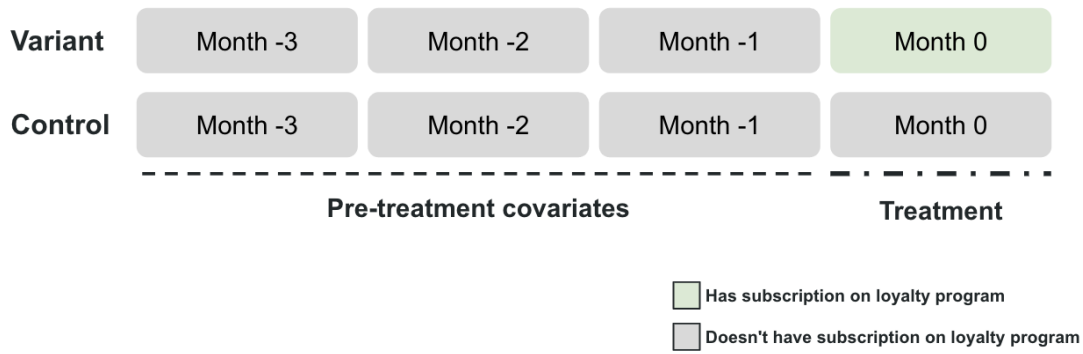 Variant Month -3 Month -2 Month -1 Month 0
Control Month -3 Month -2 Month -1 Month 0
Pre-treatment covariates Treatment
Has subscription on loyalty program
Doesn't have subscription on loyalty program